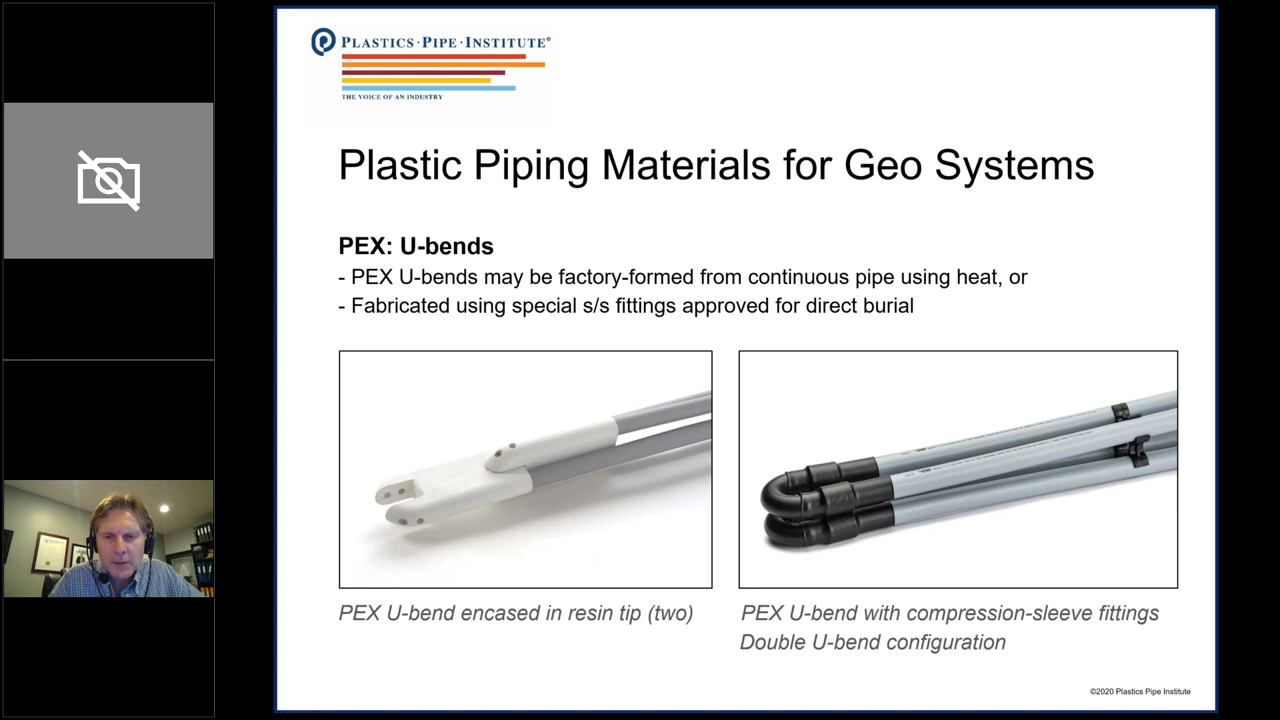 PLASTICS·PIPE·INSTITUTE®
THE VOICE OF AN INDUSTRY
Plastic Piping Materials for Geo Systems
PEX: U-bends
- PEX U-bends may be factory-formed from continuous pipe using heat, or
- Fabricated using special s/s fittings approved for direct burial
PEX U-bend encased in resin tip (two)
PEX U-bend with compression-sleeve fittings
Double U-bend configuration
©2020 Plastics Pipe Institute